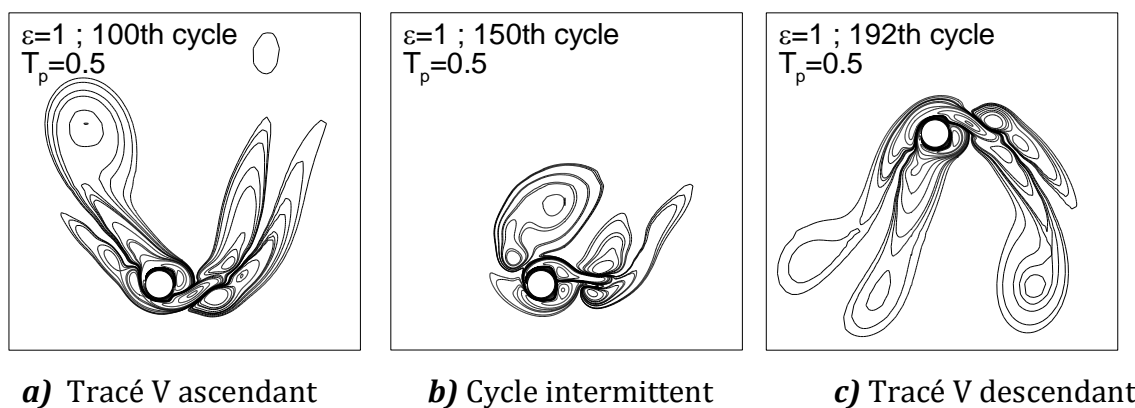 ε=1 ; 100th cycle
Tp=0.5
ε=1 ; 150th cycle
Tp=0.5
ε=1 ; 192th cycle
Tp=0.5
a) Tracé V ascendant
b) Cycle intermittent
c) Tracé V descendant